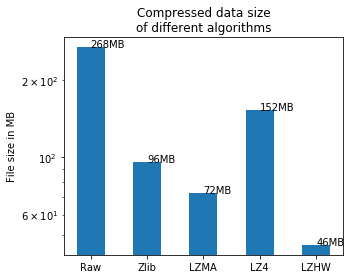 Compressed data size
of different algorithms
File size in MB
2 × 10²
10²
6 × 10¹
268MB
96MB
72MB
152MB
46MB
Raw Zlib LZMA LZ4 LZHW